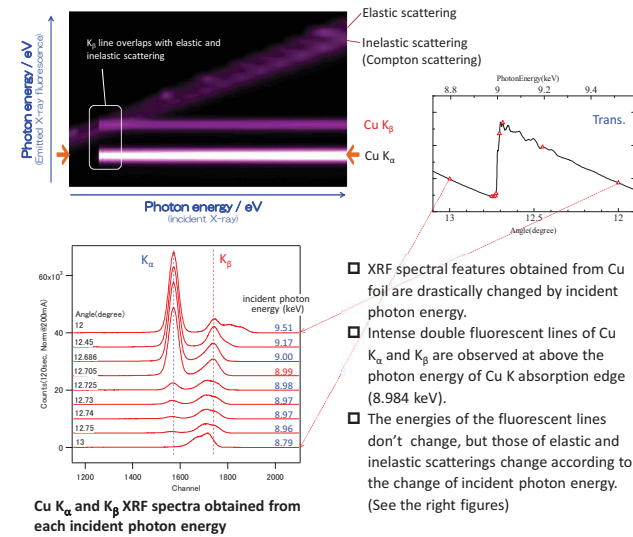 Elastic scattering
Inelastic scattering
(Compton scattering)
Kβ line overlaps with elastic and
inelastic scattering
Photon energy / eV
(Emitted X-ray fluorescence)
Cu Kβ
Cu Kα
Photon energy / eV
(incident X-ray)
PhotonEnergy(keV)
8.8 9 9.2 9.4
Trans.
13 12.5 12
Angle(degree)
Kα Kβ
60x10³
40
20
0
Counts(120sec, Norm@200mA)
incident photon
energy (keV)
Angle(degree)
12 9.51
12.45 9.17
12.686 9.00
12.705 8.99
12.725 8.98
12.73 8.97
12.74 8.97
12.75 8.96
13 8.79
1200 1400 1600 1800 2000
Channel
Cu Kα and Kβ XRF spectra obtained from
each incident photon energy
XRF spectral features obtained from Cu
foil are drastically changed by incident
photon energy.
Intense double fluorescent lines of Cu
Kα and Kβ are observed at above the
photon energy of Cu K absorption edge
(8.984 keV).
The energies of the fluorescent lines
don't change, but those of elastic and
inelastic scatterings change according to
the change of incident photon energy.
(See the right figures)